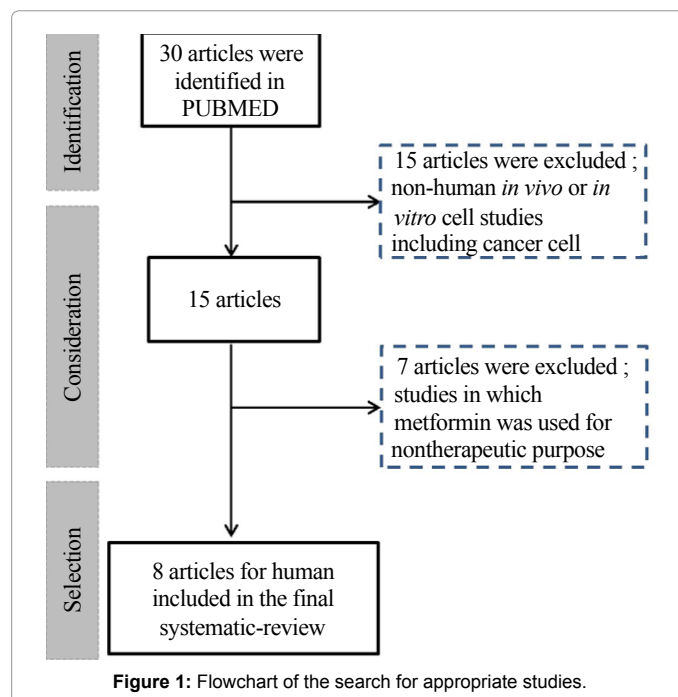 Identification
30 articles were
identified in
PUBMED
15 articles were excluded ;
non-human in vivo or in
vitro cell studies
including cancer cell
Consideration
15 articles
7 articles were excluded ;
studies in which
metformin was used for
nontherapeutic purpose
Selection
8 articles for human
included in the final
systematic-review
Figure 1: Flowchart of the search for appropriate studies.